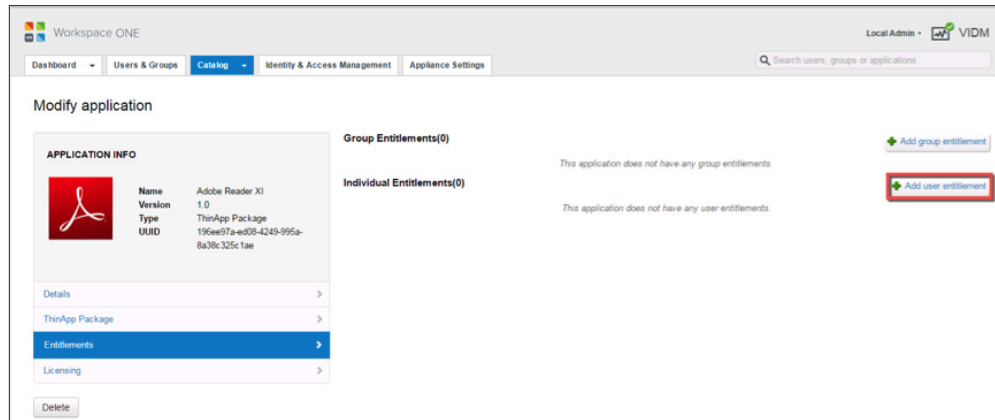 Workspace ONE
Local Admin
VIDM
Dashboard
Users & Groups
Catalog
Identity & Access Management
Appliance Settings
Search users, groups or applications
Modify application
APPLICATION INFO
Name Adobe Reader XI
Version 1.0
Type ThinApp Package
UUID 196ee97a-ed08-4249-995a-
8a38c325c1ae
Details
ThinApp Package
Entitlements
Licensing
Delete
Group Entitlements(0)
Add group entitlement
This application does not have any group entitlements.
Individual Entitlements(0)
Add user entitlement
This application does not have any user entitlements.